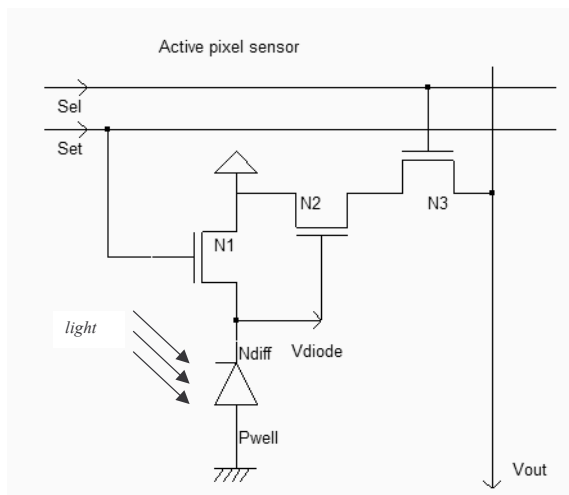 Active pixel sensor
Sel
Set
N2
N3
N1
light
Ndiff
Vdiode
Pwell
Vout